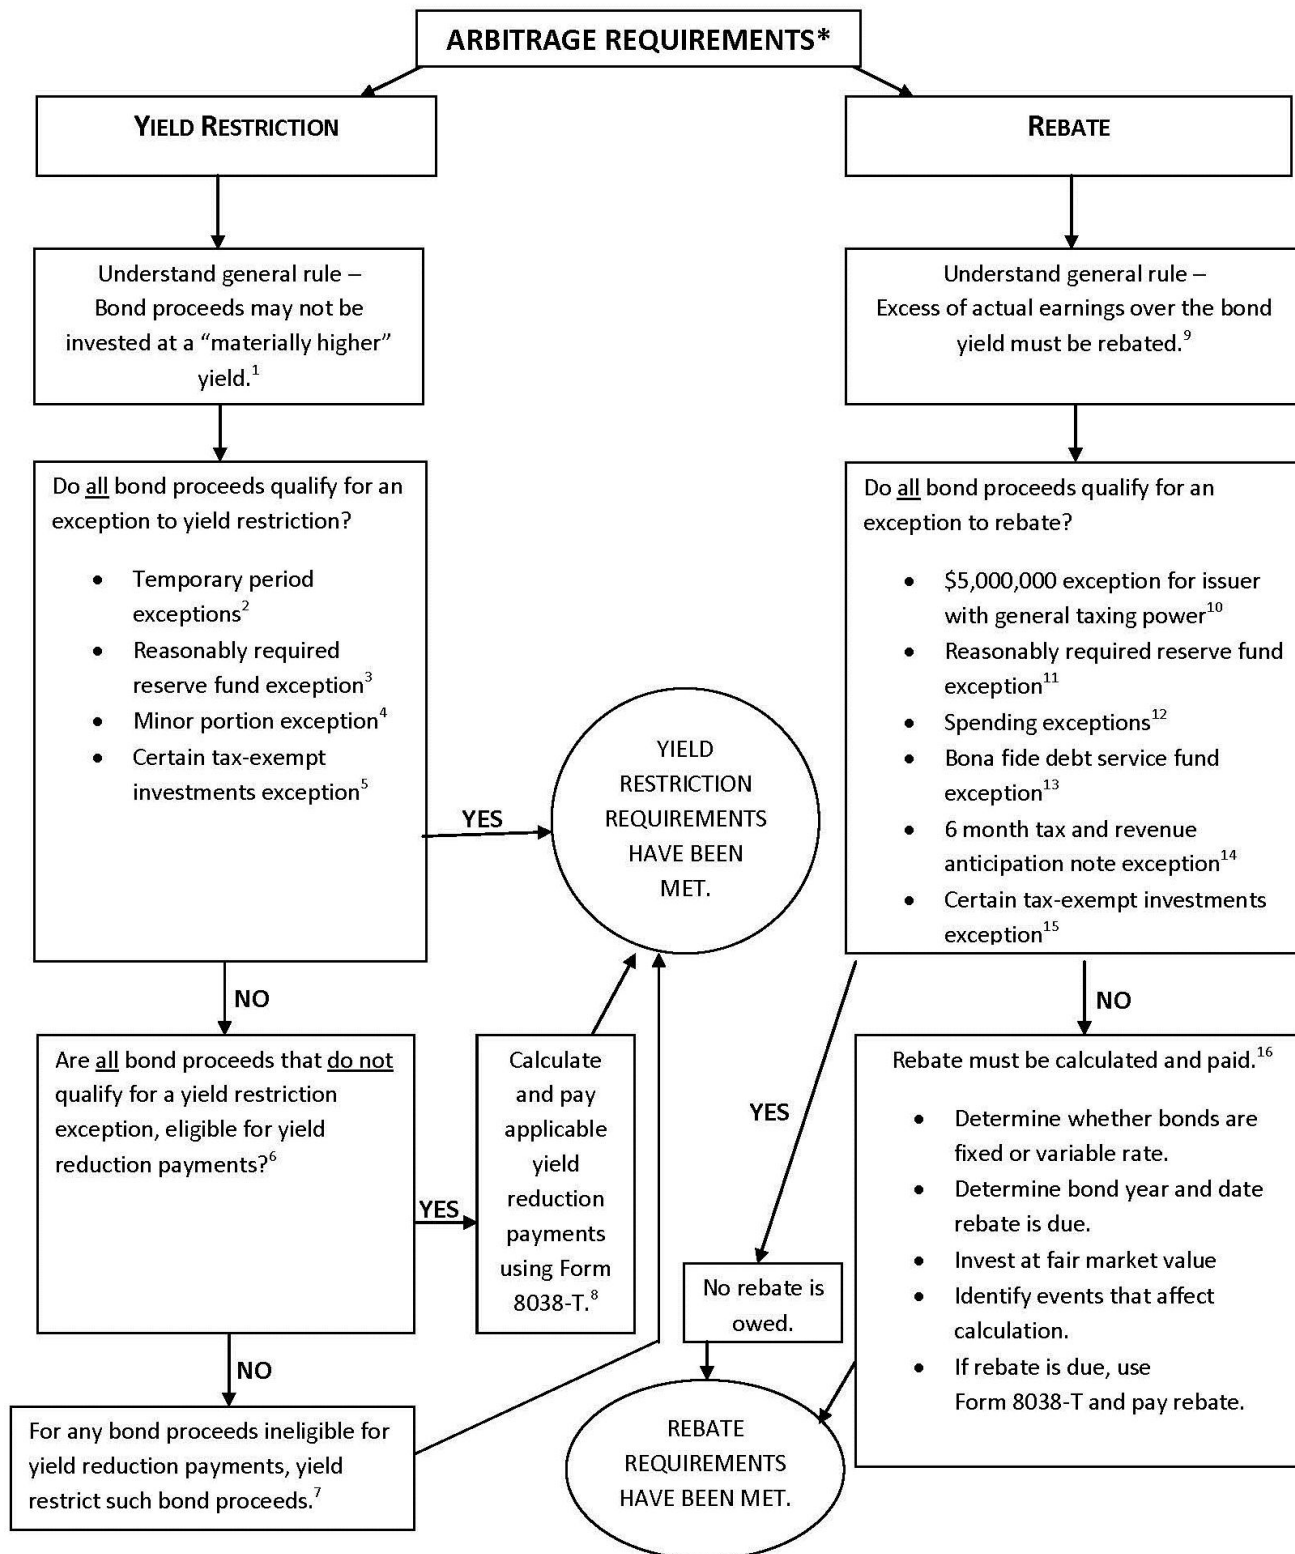 ARBITRAGE REQUIREMENTS*
YIELD RESTRICTION
Understand general rule –
Bond proceeds may not be
invested at a “materially higher”
yield.1
Do all bond proceeds qualify for an
exception to yield restriction?
• Temporary period
exceptions2
• Reasonably required
reserve fund exception3
• Minor portion exception4
• Certain tax-exempt
investments exception5
YES
YIELD
RESTRICTION
REQUIREMENTS
HAVE BEEN
MET.
NO
Are all bond proceeds that do not
qualify for a yield restriction
exception, eligible for yield
reduction payments?6
YES
Calculate
and pay
applicable
yield
reduction
payments
using Form
8038-T.8
NO
For any bond proceeds ineligible for
yield reduction payments, yield
restrict such bond proceeds.7
REBATE
Understand general rule –
Excess of actual earnings over the bond
yield must be rebated.9
Do all bond proceeds qualify for an
exception to rebate?
• $5,000,000 exception for issuer
with general taxing power10
• Reasonably required reserve fund
exception11
• Spending exceptions12
• Bona fide debt service fund
exception13
• 6 month tax and revenue
anticipation note exception14
• Certain tax-exempt investments
exception15
YES
No rebate is
owed.
NO
Rebate must be calculated and paid.16
• Determine whether bonds are
fixed or variable rate.
• Determine bond year and date
rebate is due.
• Invest at fair market value
• Identify events that affect
calculation.
• If rebate is due, use
Form 8038-T and pay rebate.
REBATE
REQUIREMENTS
HAVE BEEN MET.